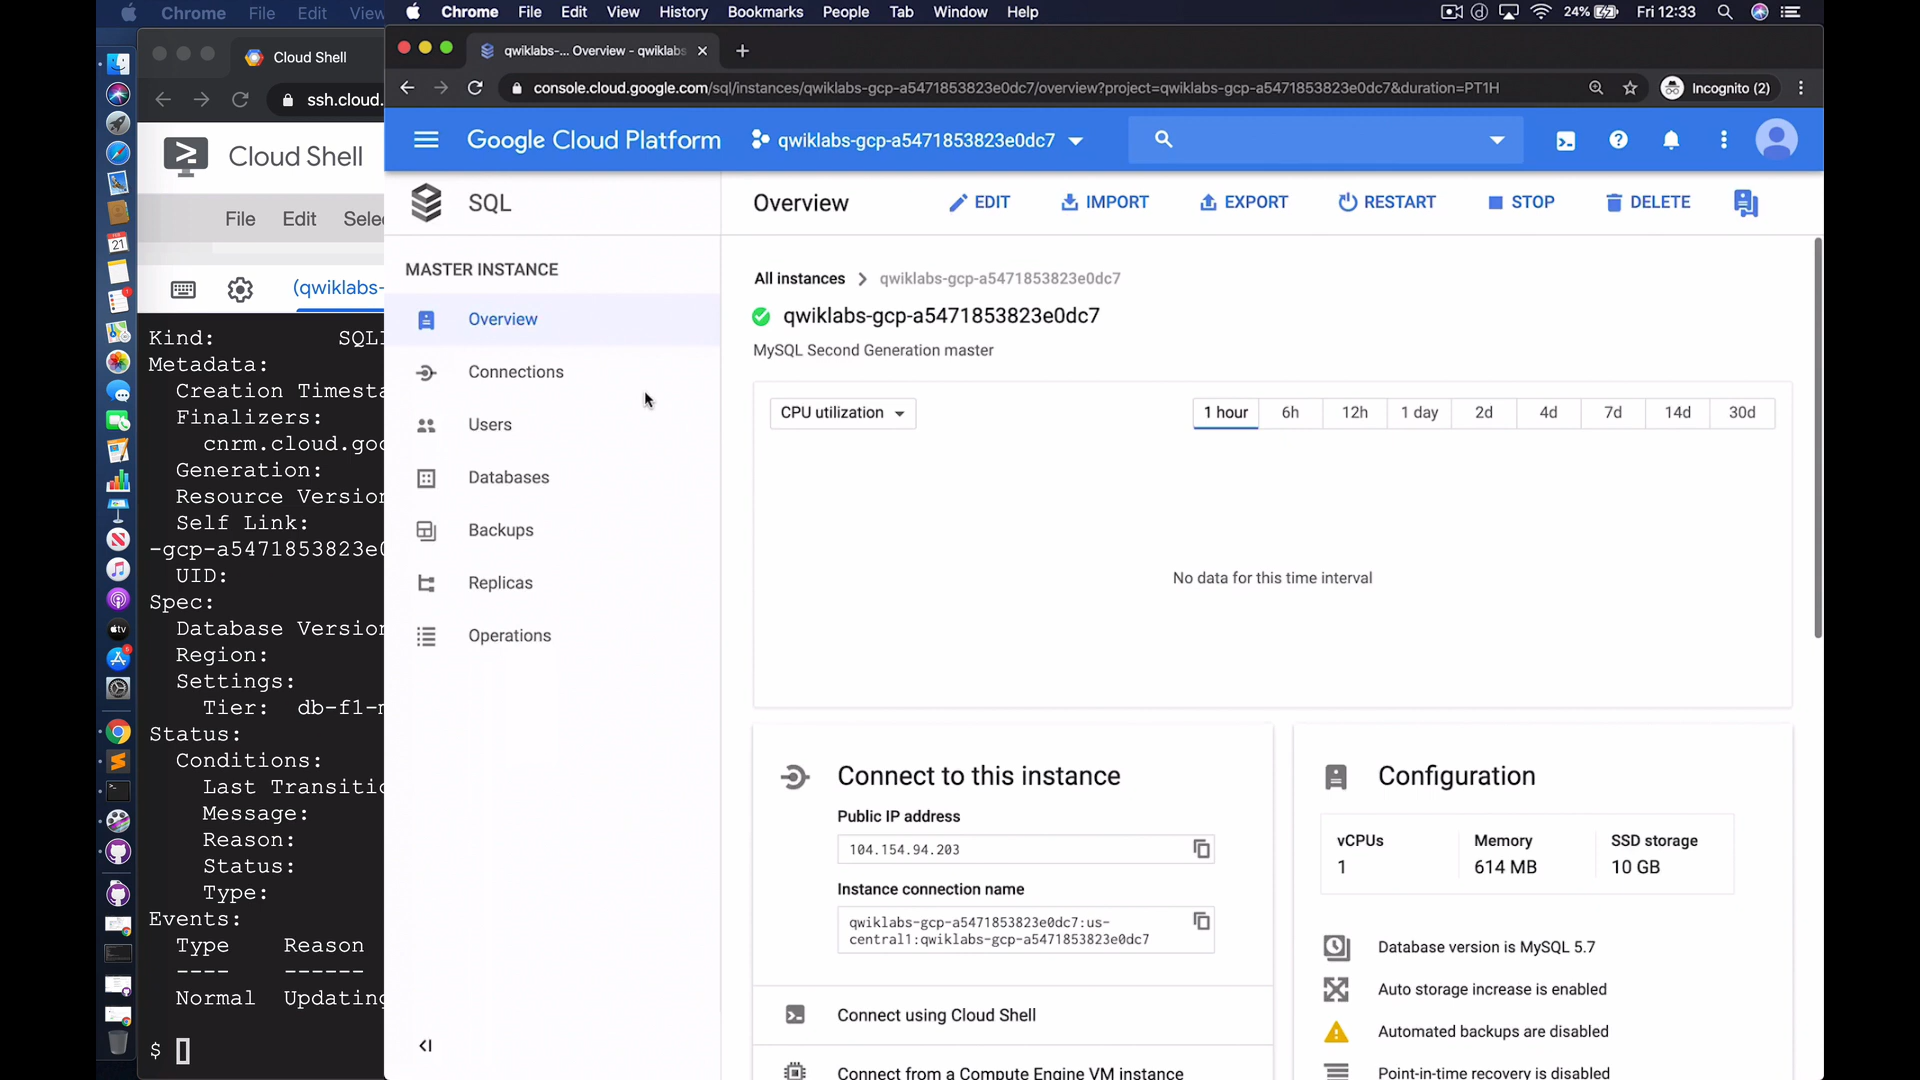 Chrome File Edit View
Chrome File Edit View History Bookmarks People Tab Window Help
24% Fri 12:33
Cloud Shell
qwiklabs-... Overview - qwiklabs
ssh.cloud.
console.cloud.google.com/sql/instances/qwiklabs-gcp-a5471853823e0dc7/overview?project=qwiklabs-gcp-a5471853823e0dc7&duration=PT1H
Incognito (2)
Cloud Shell
Google Cloud Platform
qwiklabs-gcp-a5471853823e0dc7
File Edit Selec
(qwiklabs-
Kind: SQLI
Metadata:
Creation Timesta
Finalizers:
cnrm.cloud.goo
Generation:
Resource Version
Self Link:
-gcp-a5471853823e0
UID:
Spec:
Database Version
Region:
Settings:
Tier: db-f1-m
Status:
Conditions:
Last Transitio
Message:
Reason:
Status:
Type:
Events:
Type Reason
---- ------
Normal Updating
$
SQL
MASTER INSTANCE
Overview
Connections
Users
Databases
Backups
Replicas
Operations
Overview
EDIT
IMPORT
EXPORT
RESTART
STOP
DELETE
All instances > qwiklabs-gcp-a5471853823e0dc7
qwiklabs-gcp-a5471853823e0dc7
MySQL Second Generation master
CPU utilization
1 hour 6h 12h 1 day 2d 4d 7d 14d 30d
No data for this time interval
Connect to this instance
Public IP address
104.154.94.203
Instance connection name
qwiklabs-gcp-a5471853823e0dc7:us-
central1:qwiklabs-gcp-a5471853823e0dc7
Connect using Cloud Shell
Connect from a Compute Engine VM instance
Configuration
vCPUs Memory SSD storage
1 614 MB 10 GB
Database version is MySQL 5.7
Auto storage increase is enabled
Automated backups are disabled
Point-in-time recovery is disabled
21
tv